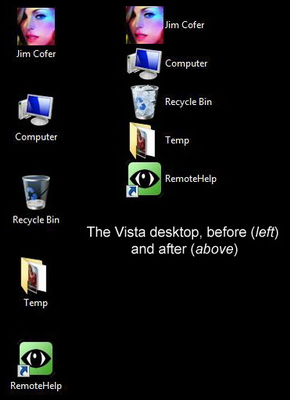 Jim Cofer
Computer
Recycle Bin
Temp
RemoteHelp
Jim Cofer
Computer
Recycle Bin
Temp
RemoteHelp
The Vista desktop, before (left)
and after (above)